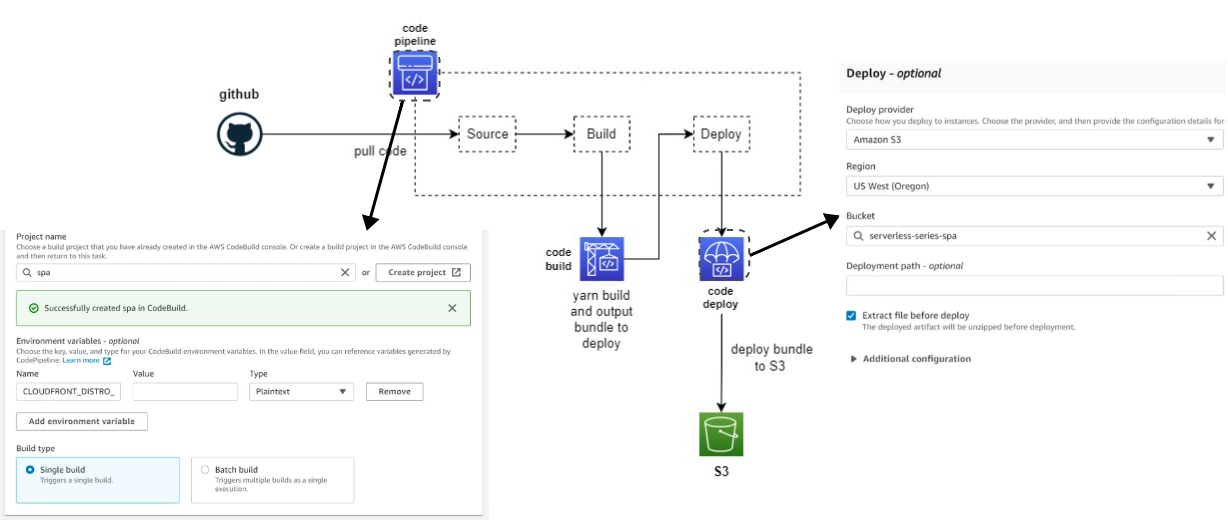 code
pipeline
github
pull code
Source
Build
Deploy
code
build
yarn build
and output
bundle to
deploy
code
deploy
deploy bundle
to S3
S3
Project name
Choose a build project that you have already created in the AWS CodeBuild console. Or create a build project in the AWS CodeBuild console
and then return to this task.
spa
or
Create project
Successfully created spa in CodeBuild.
Environment variables - optional
Choose the key, value, and type for your CodeBuild environment variables. In the value field, you can reference variables generated by
CodePipeline. Learn more
Name Value Type
CLOUDFRONT_DISTRO_ Plaintext Remove
Add environment variable
Build type
Single build
Triggers a single build.
Batch build
Triggers multiple builds as a single
execution.
Deploy - optional
Deploy provider
Choose how you deploy to instances. Choose the provider, and then provide the configuration details for
Amazon S3
Region
US West (Oregon)
Bucket
serverless-series-spa
Deployment path - optional
Extract file before deploy
The deployed artifact will be unzipped before deployment.
Additional configuration